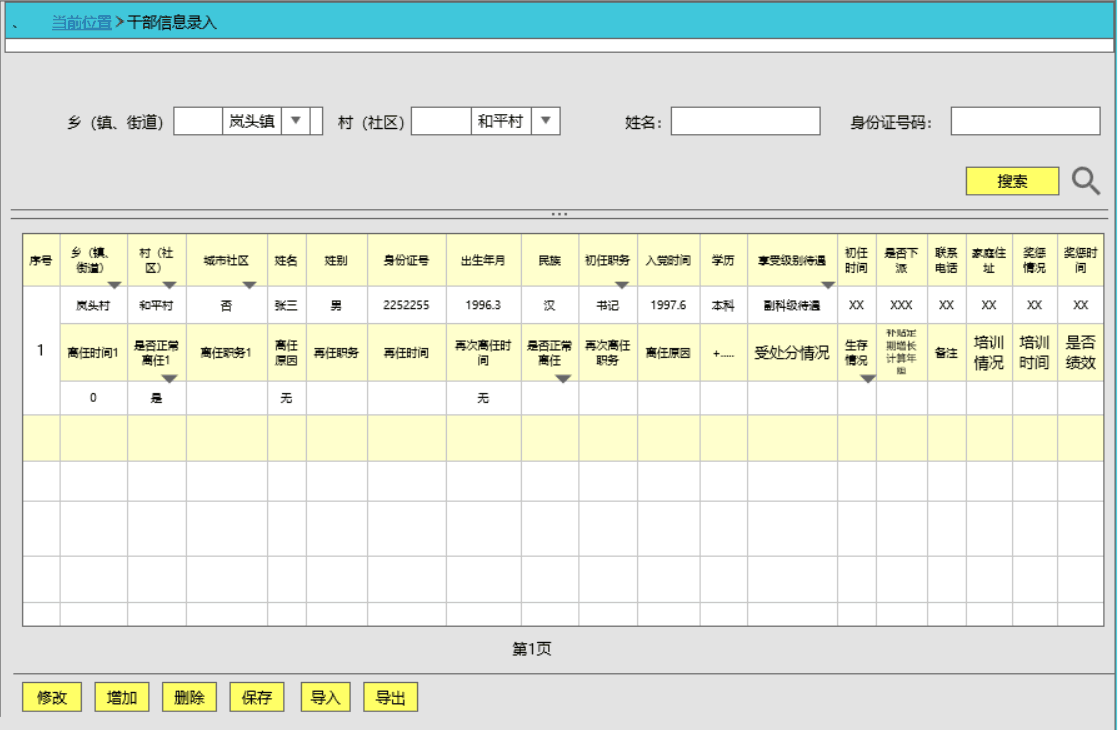 、 当前位置>干部信息录入
乡（镇、街道） 岚头镇 村（社区） 和平村 姓名： 身份证号码：
搜索
序号 乡（镇、街道） 村（社区） 城市社区 姓名 姓别 身份证号 出生年月 民族 初任职务 入党时间 学历 享受级别待遇 初任时间 是否下派 联系电话 家庭住址 奖惩情况 奖惩时间
1 岚头村 和平村 否 张三 男 2252255 1996.3 汉 书记 1997.6 本科 副科级待遇 XX XXX XX XX XX XX
离任时间1 是否正常离任1 离任职务1 离任原因 再任职务 再任时间 再次离任时间 是否正常离任 再次离任职务 离任原因 +..... 受处分情况 生存情况 补贴定期增长计算年限 备注 培训情况 培训时间 是否绩效
0 是 无 无
第1页
修改 增加 删除 保存 导入 导出